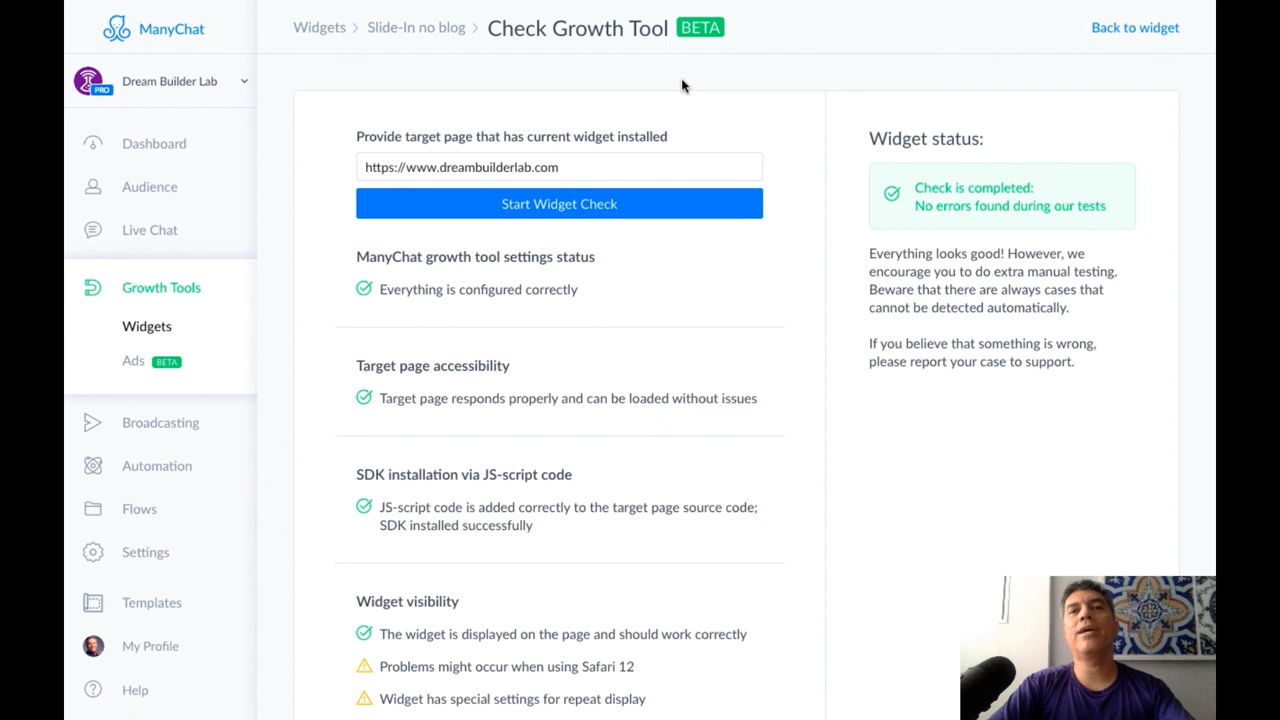 ManyChat
Widgets
Slide-In no blog
Check Growth Tool BETA
Back to widget
PRO
Dream Builder Lab
Dashboard
Audience
Live Chat
Growth Tools
Widgets
Ads BETA
Broadcasting
Automation
Flows
Settings
Templates
My Profile
Help
Provide target page that has current widget installed
https://www.dreambuilderlab.com
Start Widget Check
ManyChat growth tool settings status
Everything is configured correctly
Target page accessibility
Target page responds properly and can be loaded without issues
SDK installation via JS-script code
JS-script code is added correctly to the target page source code;
SDK installed successfully
Widget visibility
The widget is displayed on the page and should work correctly
Problems might occur when using Safari 12
Widget has special settings for repeat display
Widget status:
Check is completed:
No errors found during our tests
Everything looks good! However, we
encourage you to do extra manual testing.
Beware that there are always cases that
cannot be detected automatically.
If you believe that something is wrong,
please report your case to support.